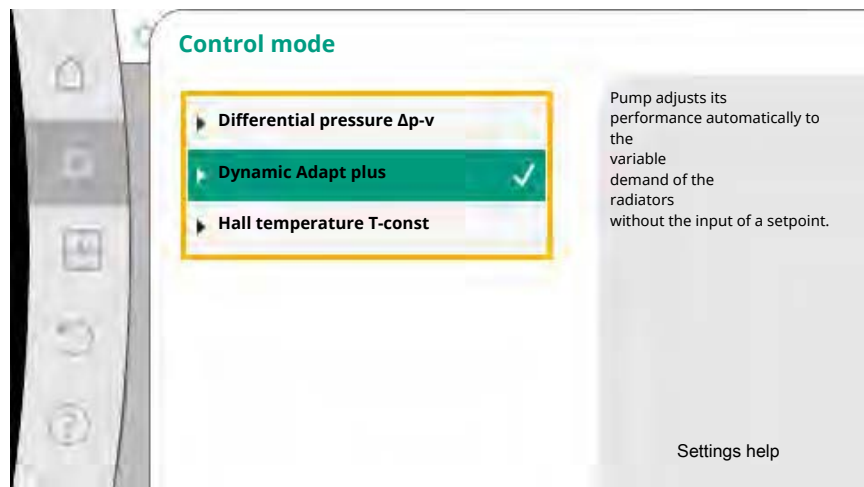 Control mode
Differential pressure Δp-v
Dynamic Adapt plus
Hall temperature T-const
Pump adjusts its
performance automatically to
the
variable
demand of the
radiators
without the input of a setpoint.
Settings help